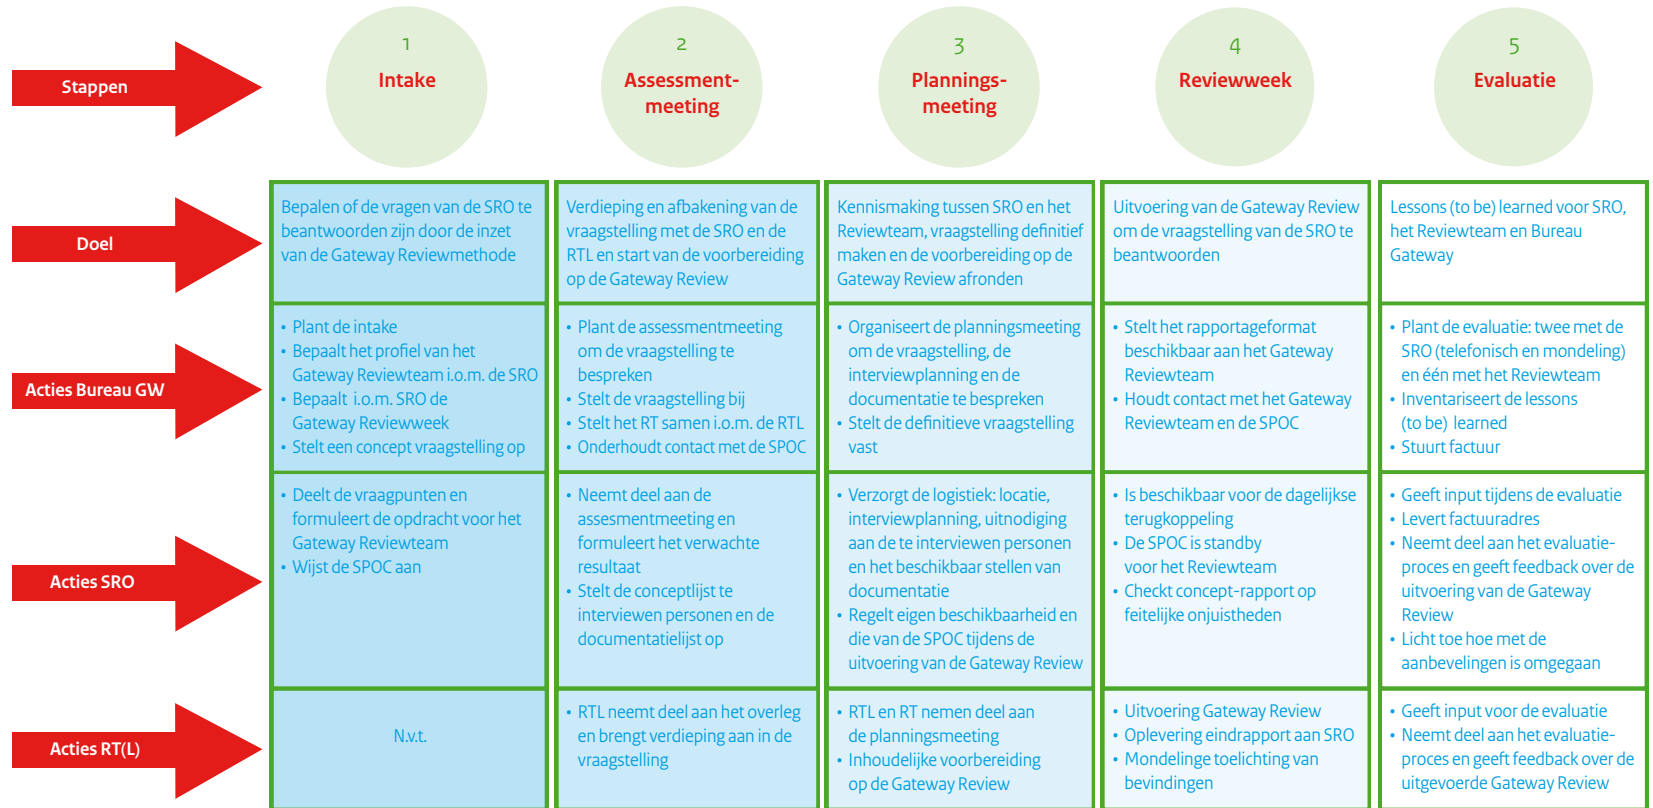 Stappen
1
Intake
2
Assessment-
meeting
3
Plannings-
meeting
4
Reviewweek
5
Evaluatie
Doel
Bepalen of de vragen van de SRO te
beantwoorden zijn door de inzet
van de Gateway Reviewmethode
Verdieping en afbakening van de
vraagstelling met de SRO en de
RTL en start van de voorbereiding
op de Gateway Review
Kennismaking tussen SRO en het
Reviewteam, vraagstelling definitief
maken en de voorbereiding op de
Gateway Review afronden
Uitvoering van de Gateway Review
om de vraagstelling van de SRO te
beantwoorden
Lessons (to be) learned voor SRO,
het Reviewteam en Bureau
Gateway
Acties Bureau GW
• Plant de intake
• Bepaalt het profiel van het
Gateway Reviewteam i.o.m. de SRO
• Bepaalt i.o.m. SRO de
Gateway Reviewweek
• Stelt een concept vraagstelling op
• Plant de assessmentmeeting
om de vraagstelling te
bespreken
• Stelt de vraagstelling bij
• Stelt het RT samen i.o.m. de RTL
• Onderhoudt contact met de SPOC
• Organiseert de planningsmeeting
om de vraagstelling, de
interviewplanning en de
documentatie te bespreken
• Stelt de definitieve vraagstelling
vast
• Stelt het rapportageformat
beschikbaar aan het Gateway
Reviewteam
• Houdt contact met het Gateway
Reviewteam en de SPOC
• Plant de evaluatie: twee met de
SRO (telefonisch en mondeling)
en één met het Reviewteam
• Inventariseert de lessons
(to be) learned
• Stuurt factuur
Acties SRO
• Deelt de vraagpunten en
formuleert de opdracht voor het
Gateway Reviewteam
• Wijst de SPOC aan
• Neemt deel aan de
assesmentmeeting en
formuleert het verwachte
resultaat
• Stelt de conceptlijst te
interviewen personen en de
documentatielijst op
• Verzorgt de logistiek: locatie,
interviewplanning, uitnodiging
aan de te interviewen personen
en het beschikbaar stellen van
documentatie
• Regelt eigen beschikbaarheid en
die van de SPOC tijdens de
uitvoering van de Gateway Review
• Is beschikbaar voor de dagelijkse
terugkoppeling
• De SPOC is standby
voor het Reviewteam
• Checkt concept-rapport op
feitelijke onjuistheden
• Geeft input tijdens de evaluatie
• Levert factuuradres
• Neemt deel aan het evaluatie-
proces en geeft feedback over de
uitvoering van de Gateway
Review
• Licht toe hoe met de
aanbevelingen is omgegaan
Acties RT(L)
N.v.t.
• RTL neemt deel aan het overleg
en brengt verdieping aan in de
vraagstelling
• RTL en RT nemen deel aan
de planningsmeeting
• Inhoudelijke voorbereiding
op de Gateway Review
• Uitvoering Gateway Review
• Oplevering eindrapport aan SRO
• Mondelinge toelichting van
bevindingen
• Geeft input voor de evaluatie
• Neemt deel aan het evaluatie-
proces en geeft feedback over de
uitgevoerde Gateway Review